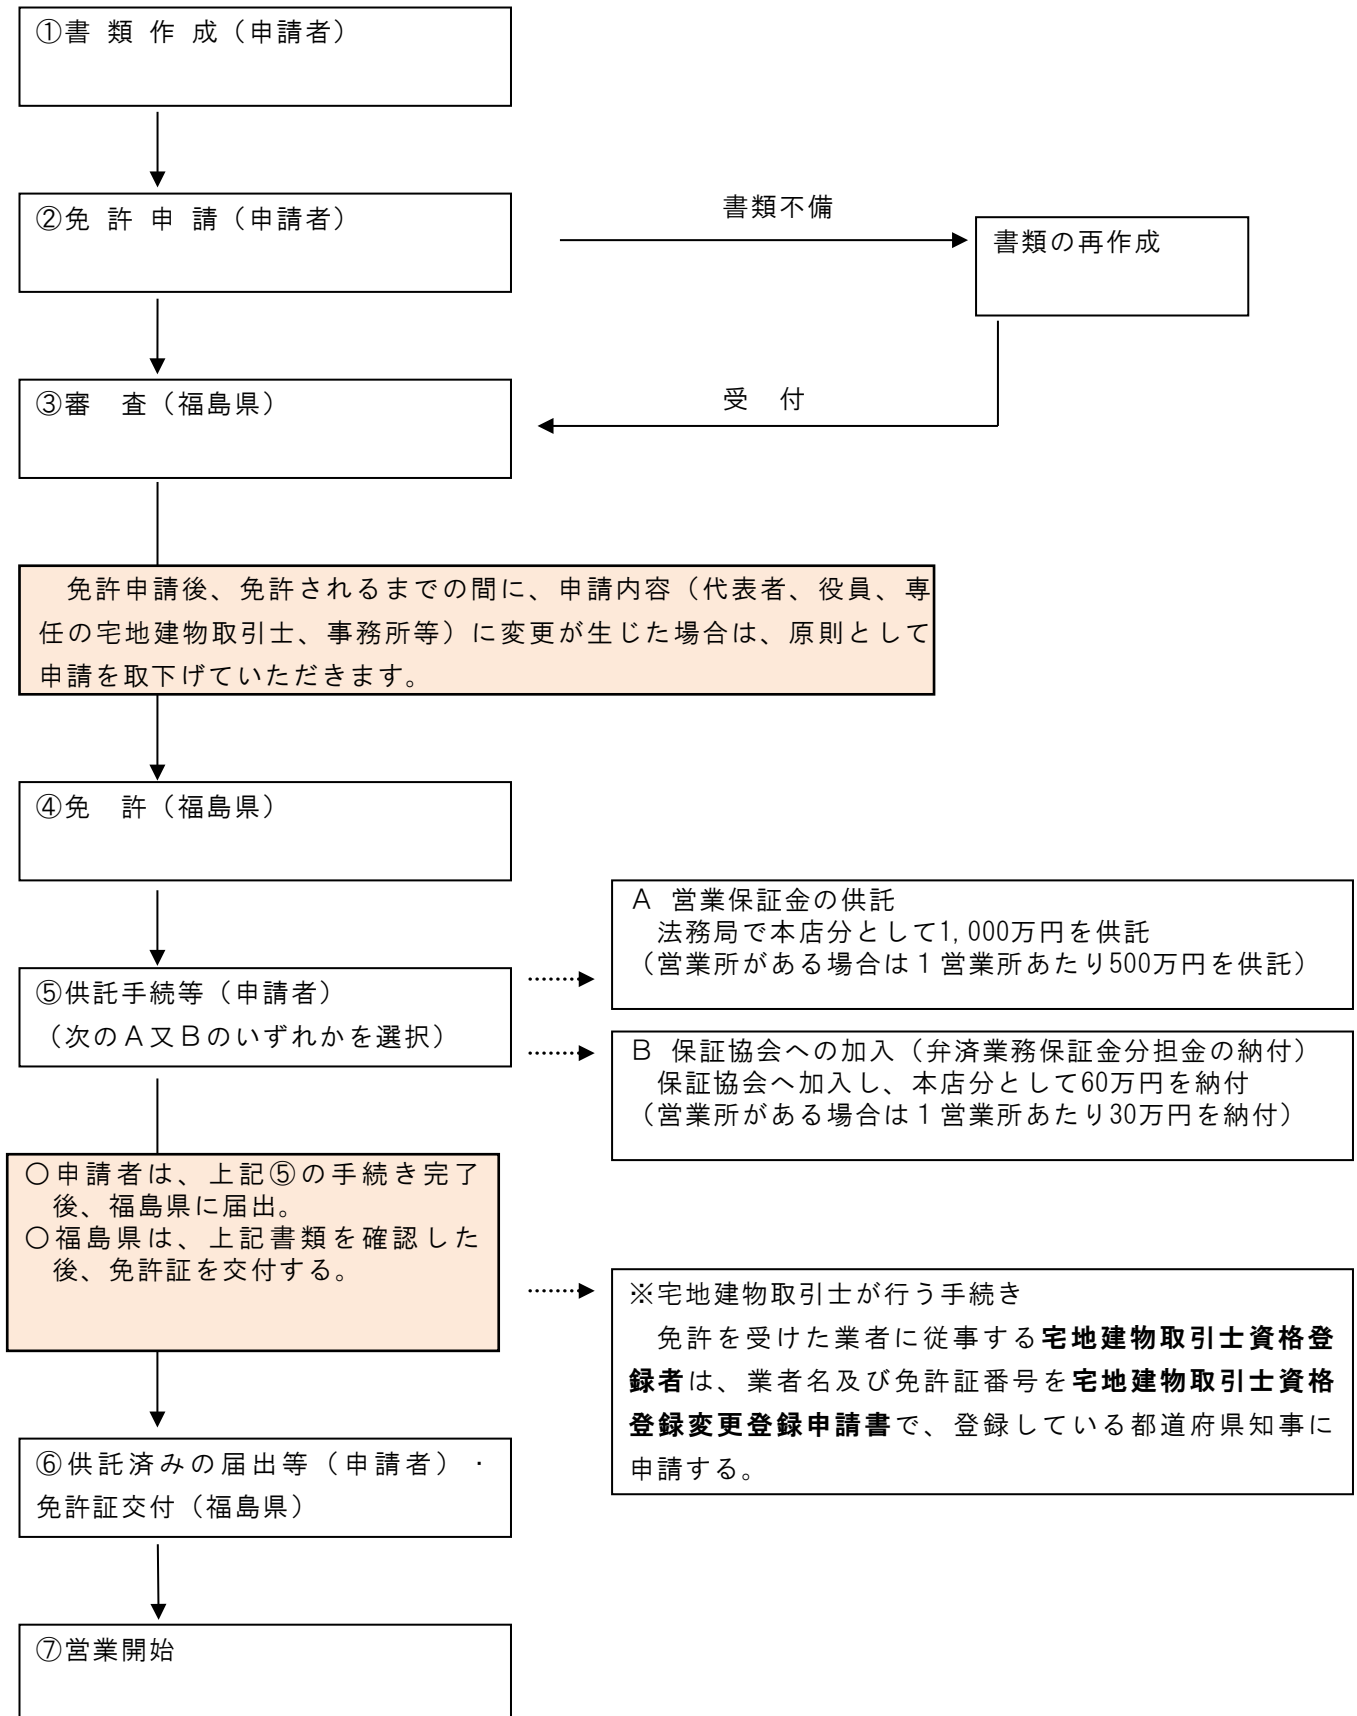 ①書 類 作 成（申請者）
②免 許 申 請（申請者）
書類不備
書類の再作成
③審　査（福島県）
受　付
　免許申請後、免許されるまでの間に、申請内容（代表者、役員、専
任の宅地建物取引士、事務所等）に変更が生じた場合は、原則として
申請を取下げていただきます。
④免　許（福島県）
⑤供託手続等（申請者）
（次のＡ又Ｂのいずれかを選択）
Ａ 営業保証金の供託
法務局で本店分として1,000万円を供託
（営業所がある場合は１営業所あたり500万円を供託）
Ｂ 保証協会への加入（弁済業務保証金分担金の納付）
保証協会へ加入し、本店分として60万円を納付
（営業所がある場合は１営業所あたり30万円を納付）
〇申請者は、上記⑤の手続き完了
後、福島県に届出。
〇福島県は、上記書類を確認した
後、免許証を交付する。
※宅地建物取引士が行う手続き
　免許を受けた業者に従事する宅地建物取引士資格登
録者は、業者名及び免許証番号を宅地建物取引士資格
登録変更登録申請書で、登録している都道府県知事に
申請する。
⑥供託済みの届出等（申請者）・
免許証交付（福島県）
⑦営業開始